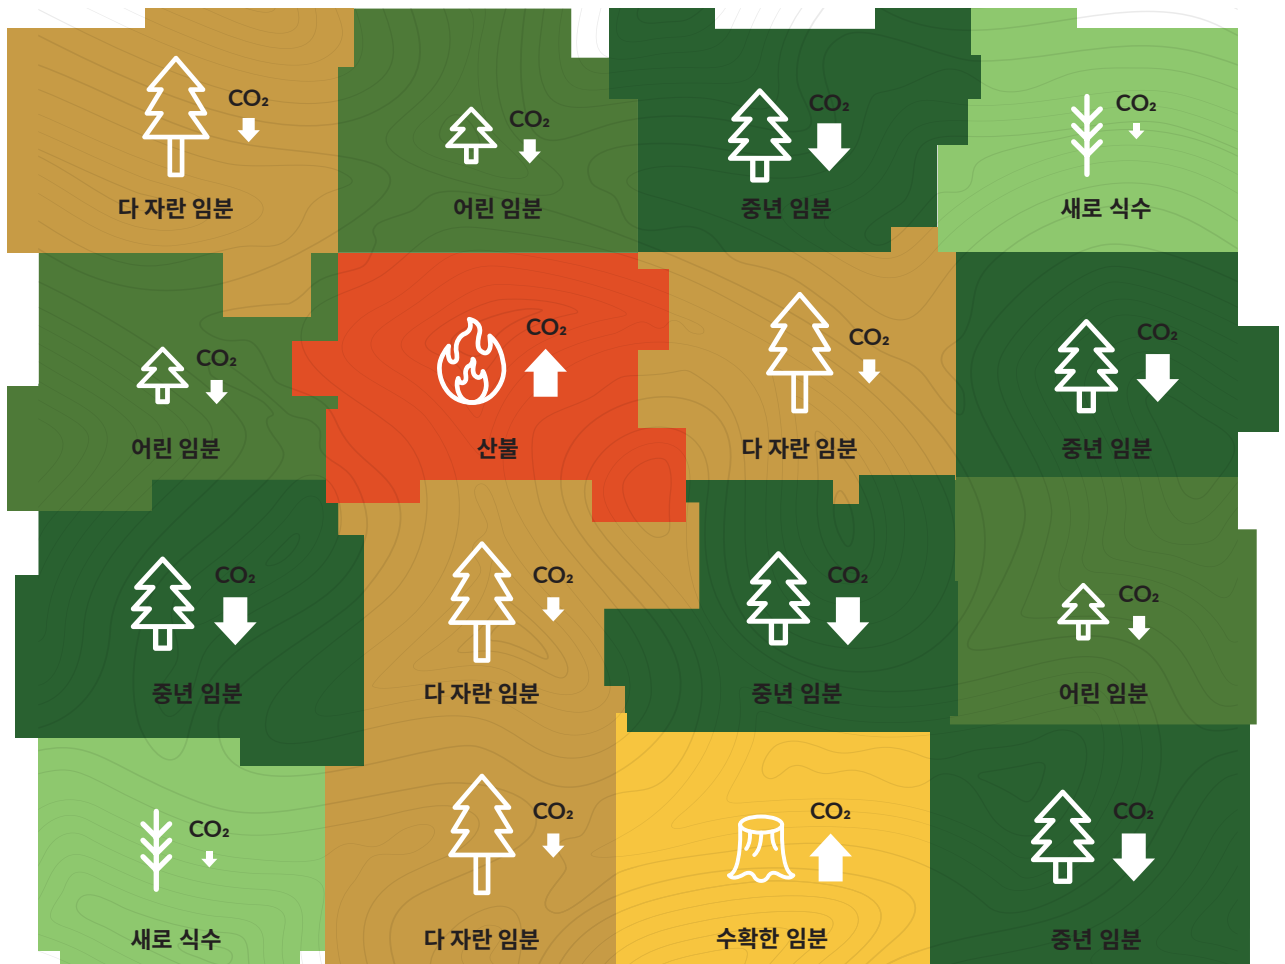 CO₂
다 자란 임분
CO₂
어린 임분
CO₂
중년 임분
CO₂
새로 식수
CO₂
어린 임분
CO₂
산불
CO₂
다 자란 임분
CO₂
중년 임분
CO₂
중년 임분
CO₂
다 자란 임분
CO₂
중년 임분
CO₂
어린 임분
CO₂
새로 식수
CO₂
다 자란 임분
CO₂
수확한 임분
CO₂
중년 임분